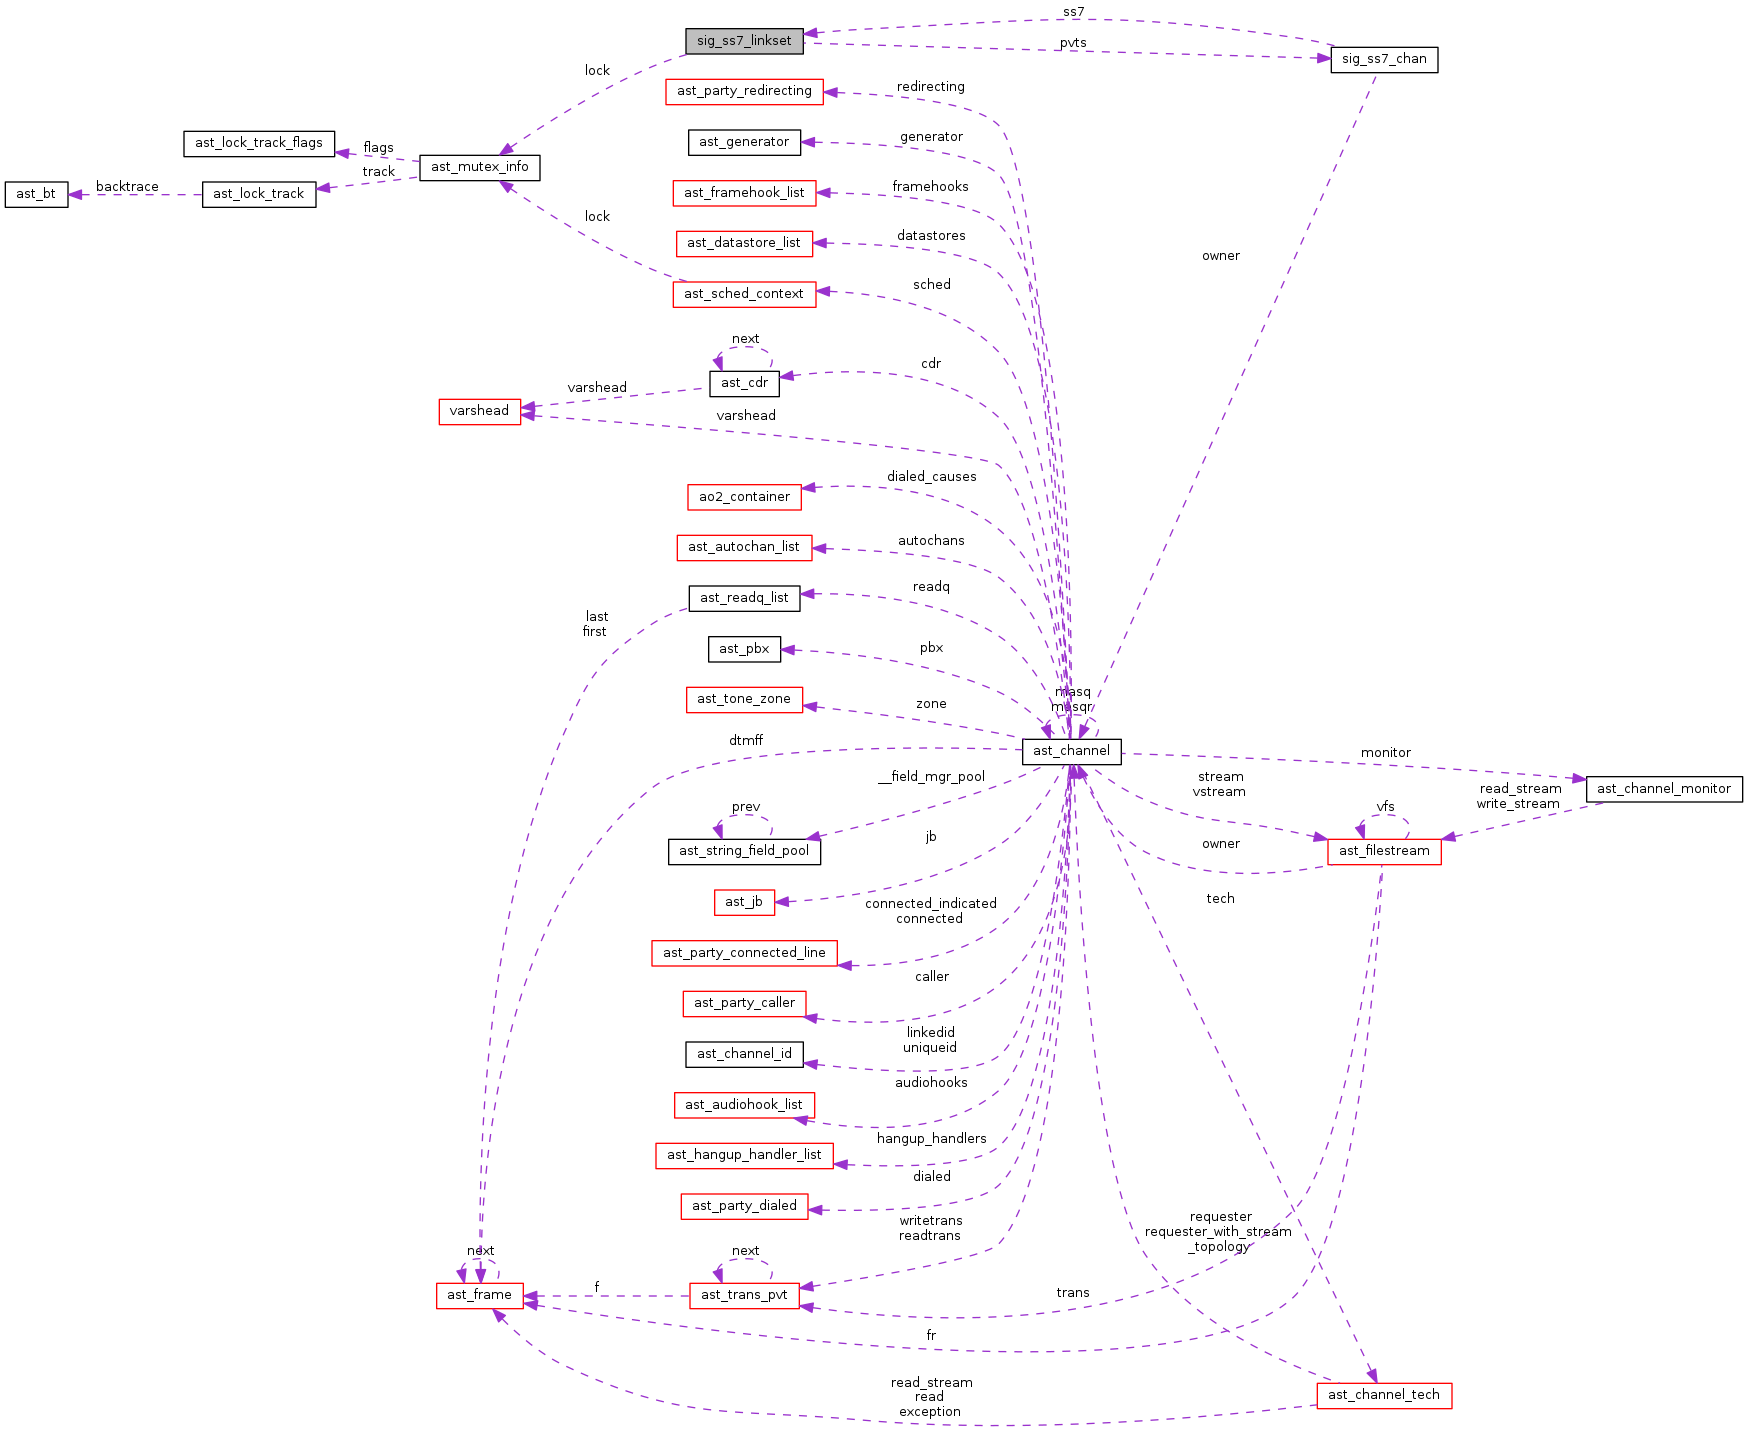 ss7
sig_ss7_linkset
pvts
sig_ss7_chan
lock
ast_party_redirecting
redirecting
ast_lock_track_flags
flags
ast_generator
generator
ast_mutex_info
track
ast_bt
backtrace
ast_lock_track
ast_framehook_list
framehooks
lock
ast_datastore_list
datastores
owner
ast_sched_context
sched
next
cdr
ast_cdr
varshead
varshead
varshead
dialed_causes
ao2_container
autochans
ast_autochan_list
readq
ast_readq_list
last
first
pbx
ast_pbx
ast_tone_zone
zone
masq
masqr
dtmff
ast_channel
monitor
__field_mgr_pool
stream
vstream
ast_channel_monitor
read_stream
write_stream
prev
vfs
ast_string_field_pool
jb
owner
ast_filestream
ast_jb
tech
connected_indicated
connected
ast_party_connected_line
caller
ast_party_caller
linkedid
uniqueid
ast_channel_id
audiohooks
ast_audiohook_list
hangup_handlers
ast_hangup_handler_list
dialed
ast_party_dialed
writetrans
readtrans
requester
requester_with_stream
_topology
next
next
ast_frame
f
ast_trans_pvt
trans
fr
read_stream
read
exception
ast_channel_tech